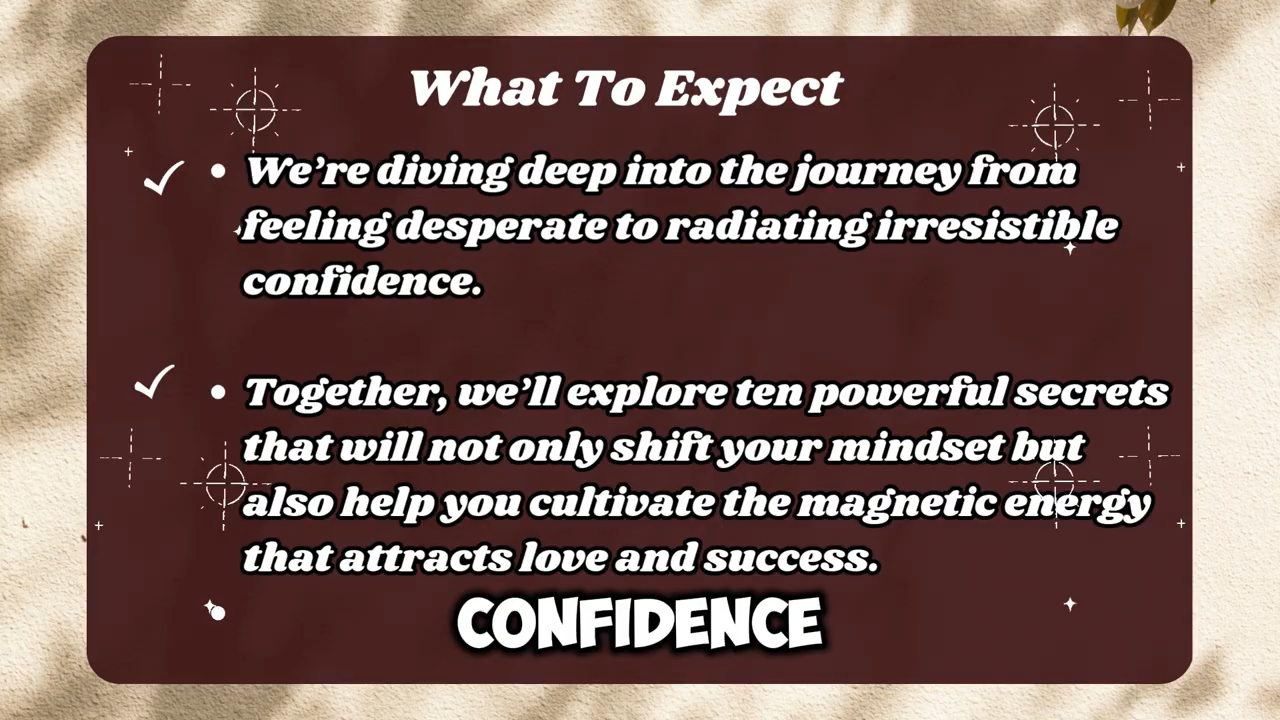 What To Expect
• We're diving deep into the journey from
feeling desperate to radiating irresistible
confidence.
• Together, we'll explore ten powerful secrets
that will not only shift your mindset but
also help you cultivate the magnetic energy
that attracts love and success.
CONFIDENCE